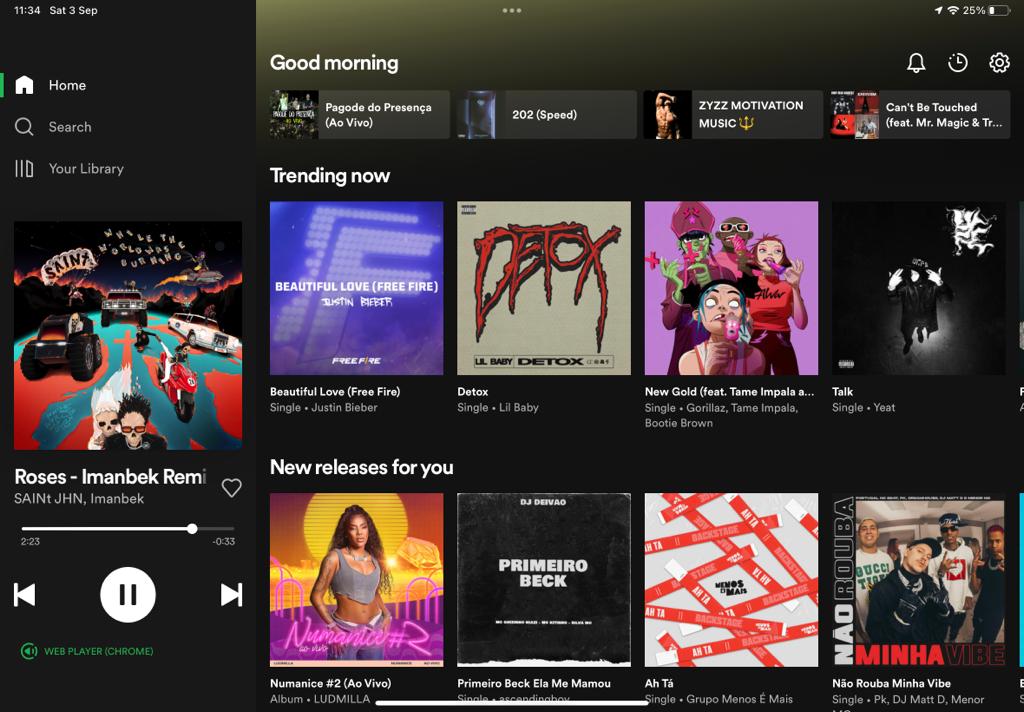 11:34 Sat 3 Sep
25%
Home
Search
Your Library
WHILE THE
WORLD WAS
BURNING
SAINT
Roses - Imanbek Remi
SAINt JHN, Imanbek
2:23
-0:33
WEB PLAYER (CHROME)
Good morning
Pagode do Presença
(Ao Vivo)
202 (Speed)
ZYZZ MOTIVATION
MUSIC🔱
Can't Be Touched
(feat. Mr. Magic & Tr...
Trending now
BEAUTIFUL LOVE (FREE FIRE)
JUSTIN BIEBER
FREE FIRE
Beautiful Love (Free Fire)
Single • Justin Bieber
DETOX
LIL BABY DETOX
Detox
Single • Lil Baby
New Gold (feat. Tame Impala a...
Single • Gorillaz, Tame Impala,
Bootie Brown
Talk
Single • Yeat
New releases for you
Numanice #2
ao vivo
LUDMILLA NUMANICE AO VIVO
Numanice #2 (Ao Vivo)
Album • LUDMILLA
DJ DEIVAO
PRIMEIRO
BECK
Primeiro Beck Ela Me Mamou
Single • ascendingboy
AH TA
BACKSTAGE
MENOS
É MAIS
Ah Tá
Single • Grupo Menos É Mais
NÃO ROUBA
GUCCI
MINHA VIBE
Não Rouba Minha Vibe
Single • Pk, DJ Matt D, Menor
MC